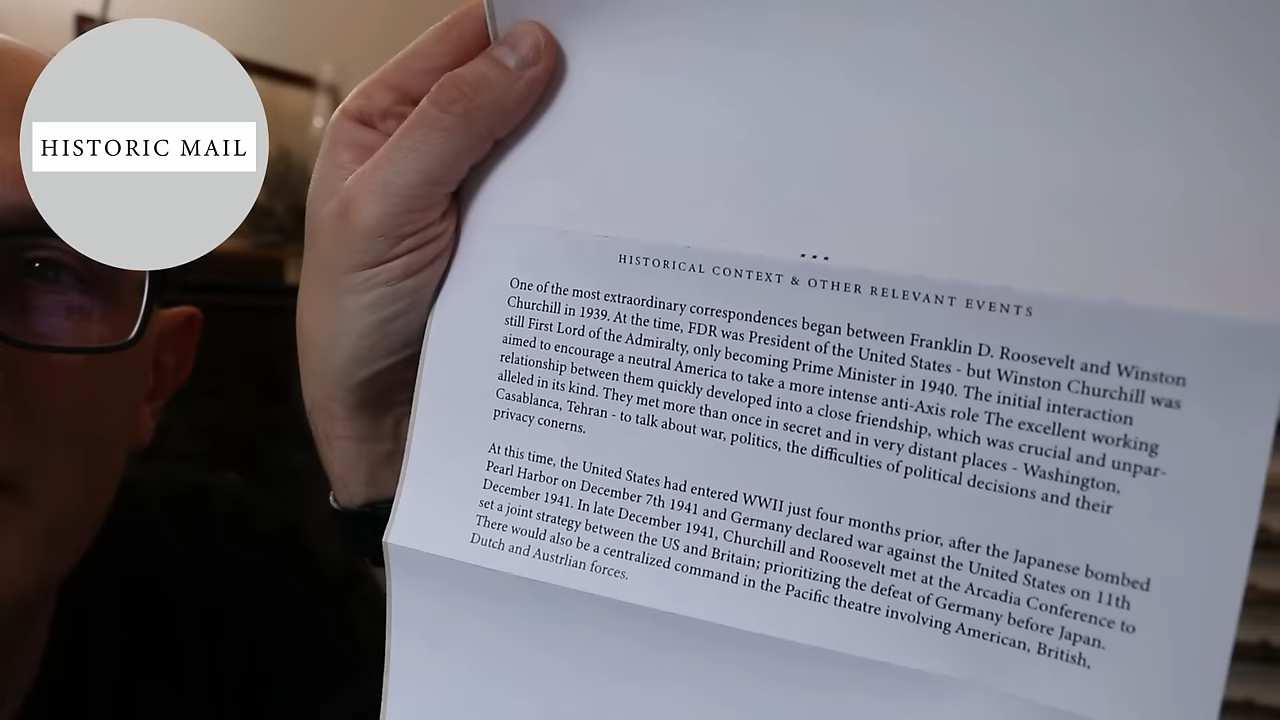 HISTORIC MAIL
***
HISTORICAL CONTEXT & OTHER RELEVANT EVENTS
One of the most extraordinary correspondences began between Franklin D. Roosevelt and Winston
Churchill in 1939. At the time, FDR was President of the United States - but Winston Churchill was
still First Lord of the Admiralty, only becoming Prime Minister in 1940. The initial interaction
aimed to encourage a neutral America to take a more intense anti-Axis role The excellent working
relationship between them quickly developed into a close friendship, which was crucial and unpar-
alleled in its kind. They met more than once in secret and in very distant places - Washington,
Casablanca, Tehran - to talk about war, politics, the difficulties of political decisions and their
privacy conerns.
At this time, the United States had entered WWII just four months prior, after the Japanese bombed
Pearl Harbor on December 7th 1941 and Germany declared war against the United States on 11th
December 1941. In late December 1941, Churchill and Roosevelt met at the Arcadia Conference to
set a joint strategy between the US and Britain; prioritizing the defeat of Germany before Japan.
There would also be a centralized command in the Pacific theatre involving American, British,
Dutch and Austrlian forces.